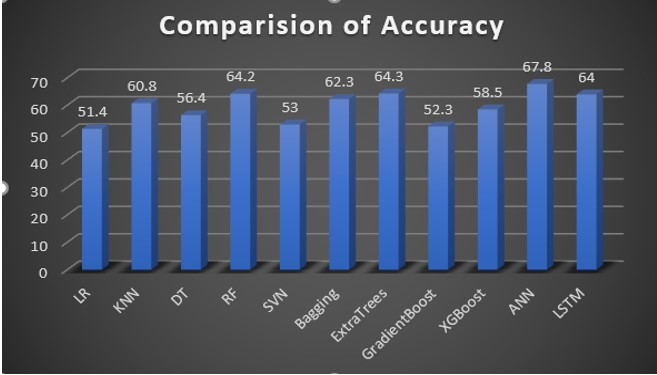 Comparision of Accuracy
70
60
50
40
30
20
10
0
51.4
60.8
56.4
64.2
53
62.3
64.3
52.3
58.5
67.8
64
LR
KNN
DT
RF
SVN
Bagging
ExtraTrees
GradientBoost
XGBoost
ANN
LSTM